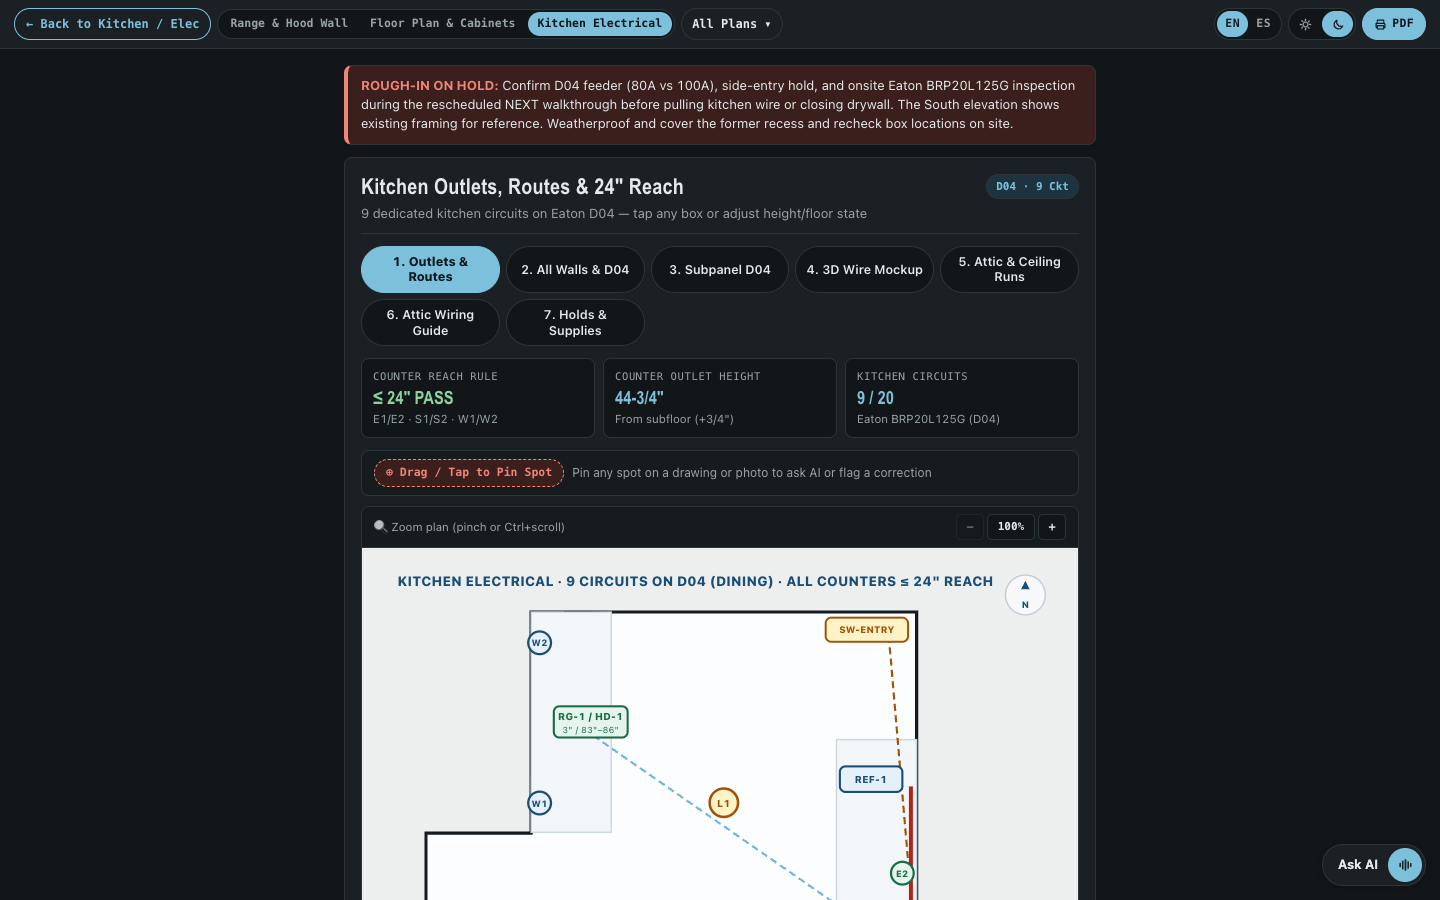 ← Back to Kitchen / Elec
Range & Hood Wall
Floor Plan & Cabinets
Kitchen Electrical
All Plans ▾
EN
ES
PDF
ROUGH-IN ON HOLD: Confirm D04 feeder (80A vs 100A), side-entry hold, and onsite Eaton BRP20L125G inspection
during the rescheduled NEXT walkthrough before pulling kitchen wire or closing drywall. The South elevation shows
existing framing for reference. Weatherproof and cover the former recess and recheck box locations on site.
Kitchen Outlets, Routes & 24" Reach
D04 · 9 Ckt
9 dedicated kitchen circuits on Eaton D04 — tap any box or adjust height/floor state
1. Outlets &
Routes
2. All Walls & D04
3. Subpanel D04
4. 3D Wire Mockup
5. Attic & Ceiling
Runs
6. Attic Wiring
Guide
7. Holds &
Supplies
COUNTER REACH RULE
≤ 24" PASS
E1/E2 · S1/S2 · W1/W2
COUNTER OUTLET HEIGHT
44-3/4"
From subfloor (+3/4")
KITCHEN CIRCUITS
9 / 20
Eaton BRP20L125G (D04)
⊕ Drag / Tap to Pin Spot
Pin any spot on a drawing or photo to ask AI or flag a correction
🔍 Zoom plan (pinch or Ctrl+scroll)
−
100%
+
KITCHEN ELECTRICAL · 9 CIRCUITS ON D04 (DINING) · ALL COUNTERS ≤ 24" REACH
▲
N
SW-ENTRY
W2
RG-1 / HD-1
3" / 83"–86"
REF-1
W1
L1
E2
Ask AI